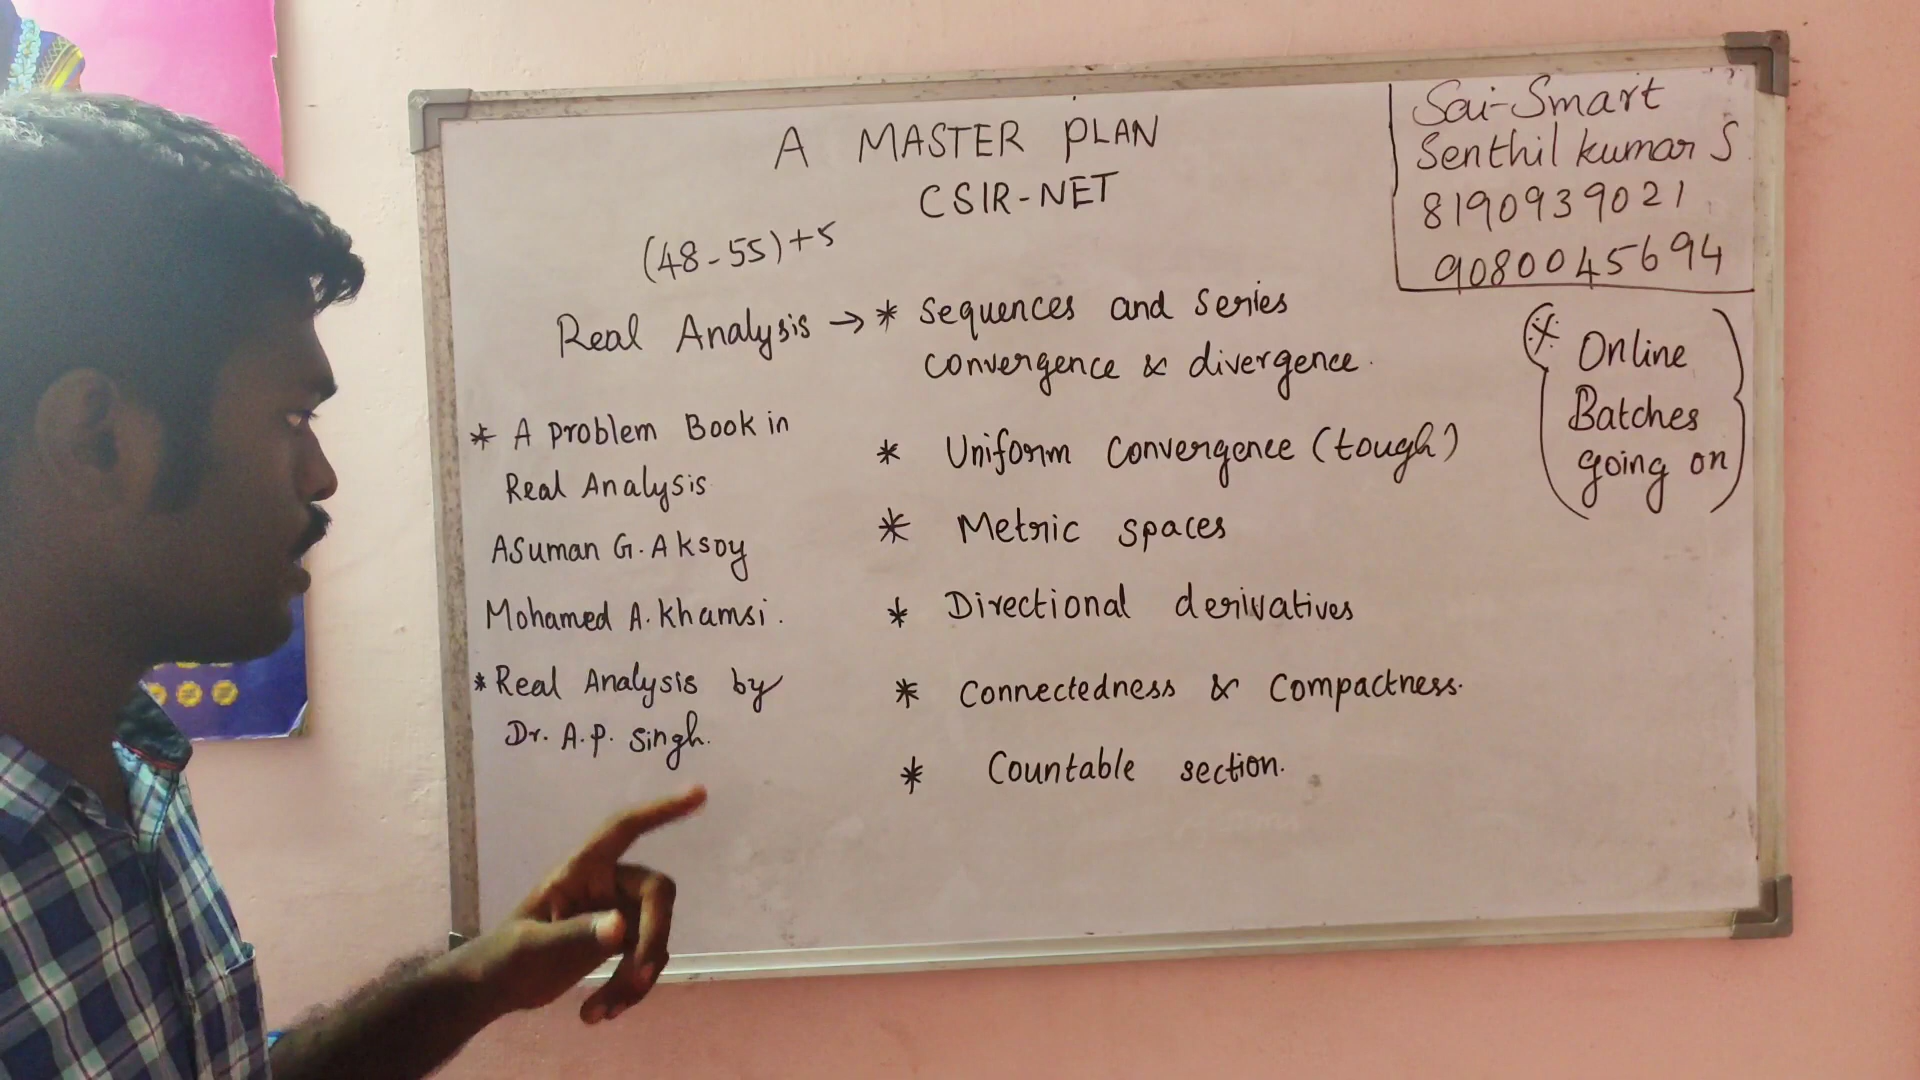 A MASTER PLAN
CSIR-NET
Sai-Smart
Senthil kumar S
8190939021
9080045694
(48-55)+5
Real Analysis → * Sequences and series
convergence & divergence.
* Uniform Convergence (tough)
* Metric spaces
* Directional derivatives
* Connectedness & Compactness.
* Countable section.
* A Problem Book in
Real Analysis
Asuman G. Aksoy
Mohamed A. Khamsi.
* Real Analysis by
Dr. A.P. Singh.
* Online
Batches
going on